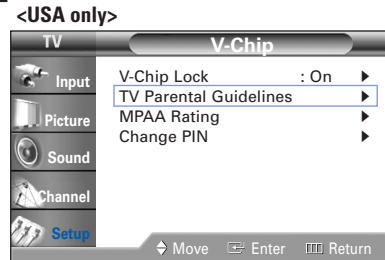 <USA only>
TV
V-Chip
Input
Picture
Sound
Channel
Setup
V-Chip Lock : On
TV Parental Guidelines
MPAA Rating
Change PIN
Move Enter Return